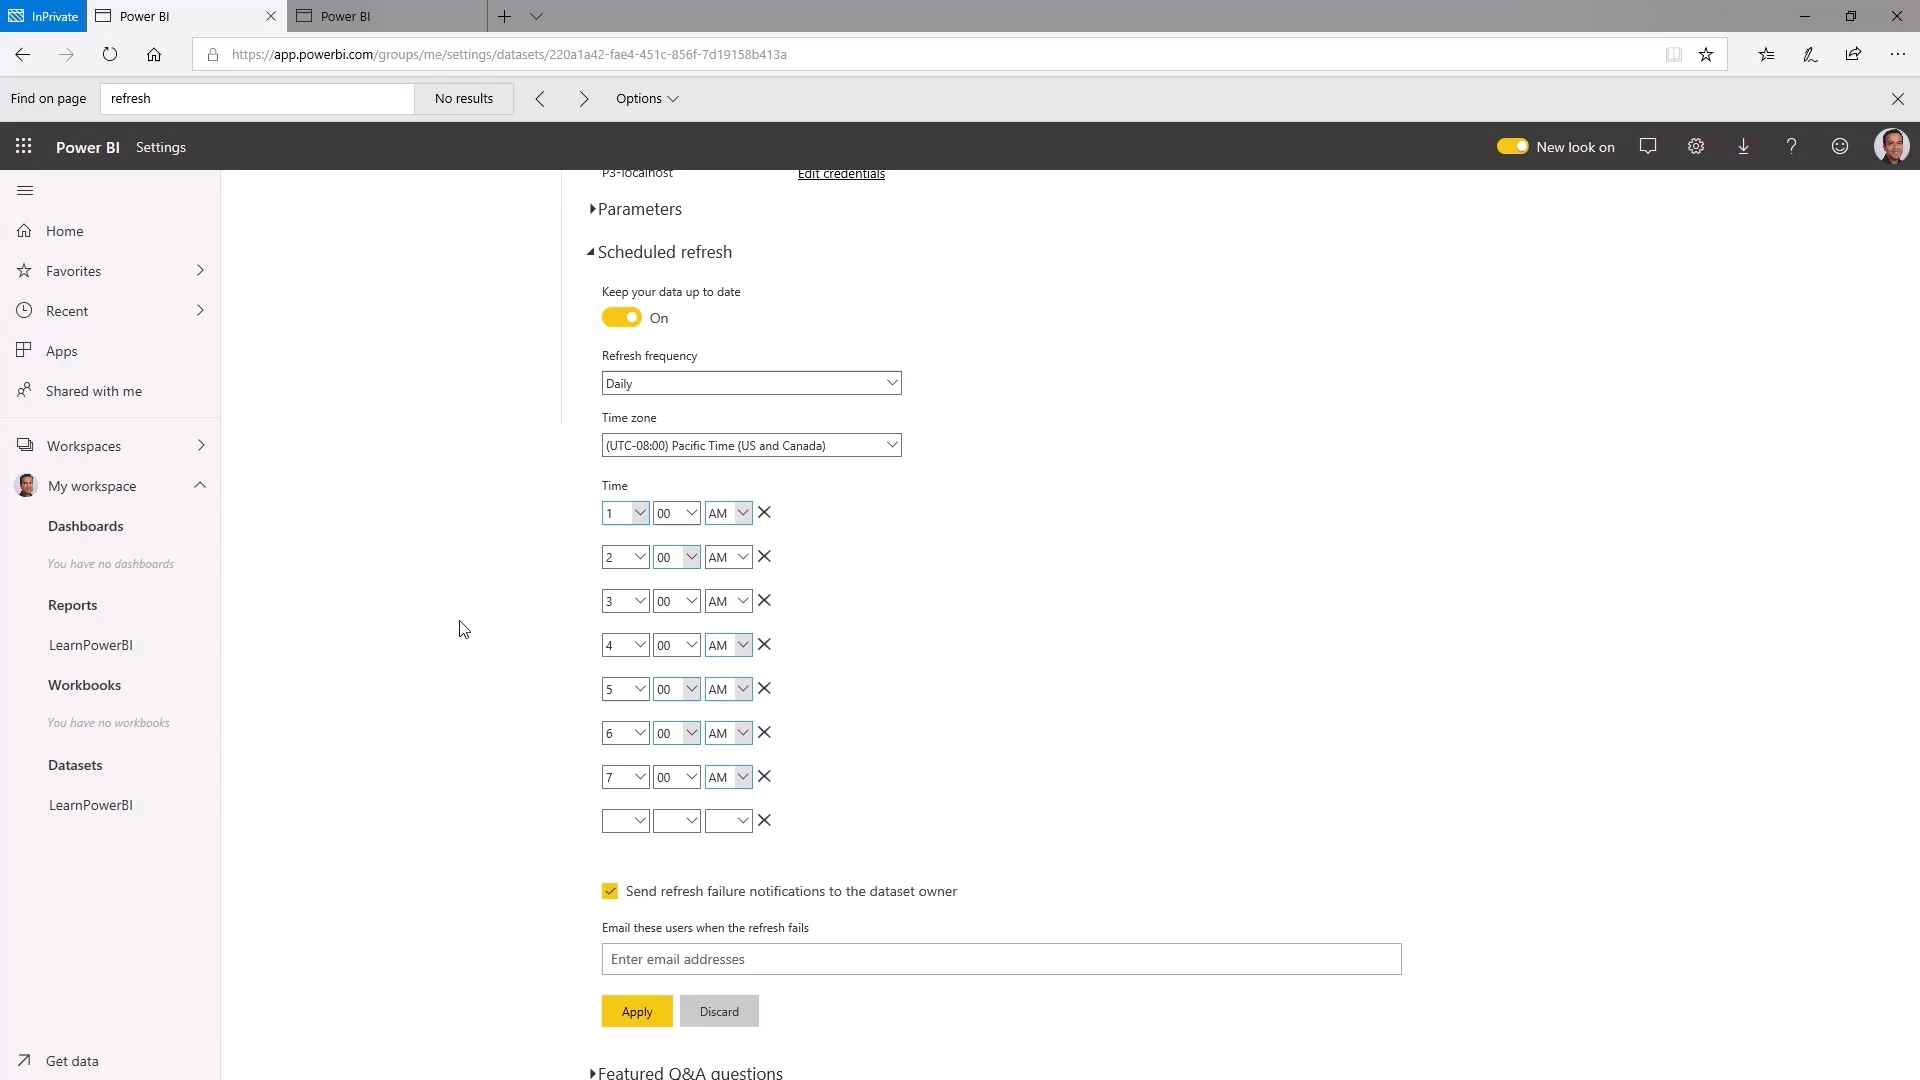 InPrivate
Power BI
Power BI
https://app.powerbi.com/groups/me/settings/datasets/220a1a42-fae4-451c-856f-7d19158b413a
Find on page
refresh
No results
Options
Power BI
Settings
New look on
Home
Favorites
Recent
Apps
Shared with me
Workspaces
My workspace
Dashboards
You have no dashboards
Reports
LearnPowerBI
Workbooks
You have no workbooks
Datasets
LearnPowerBI
Get data
P3-localhost Edit credentials
Parameters
Scheduled refresh
Keep your data up to date
On
Refresh frequency
Daily
Time zone
(UTC-08:00) Pacific Time (US and Canada)
Time
1 00 AM
2 00 AM
3 00 AM
4 00 AM
5 00 AM
6 00 AM
7 00 AM
Send refresh failure notifications to the dataset owner
Email these users when the refresh fails
Enter email addresses
Apply Discard
Featured Q&A questions